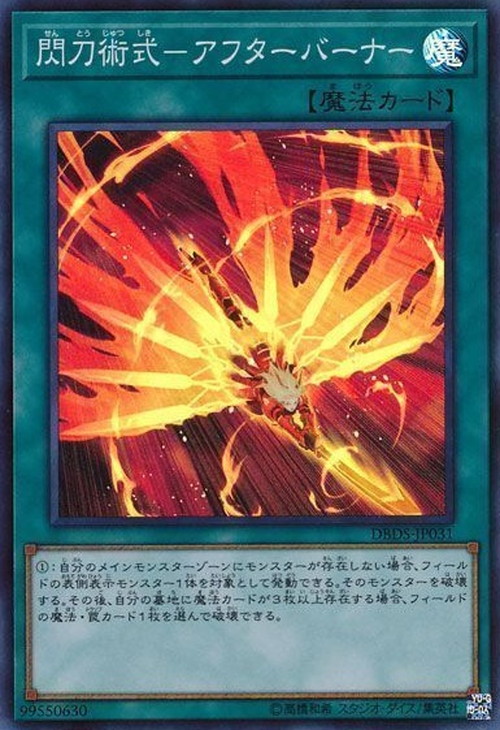 閃刀術式－アフターバーナー 魔
【魔法カード】
DBDS-JP031
①：自分のメインモンスターゾーンにモンスターが存在しない場合、フィール
ドの表側表示モンスター1体を対象として発動できる。そのモンスターを破壊
する。その後、自分の墓地に魔法カードが３枚以上存在する場合、フィールド
の魔法・罠カード1枚を選んで破壊できる。
99550630 ©高橋和希 スタジオ・ダイス/集英社